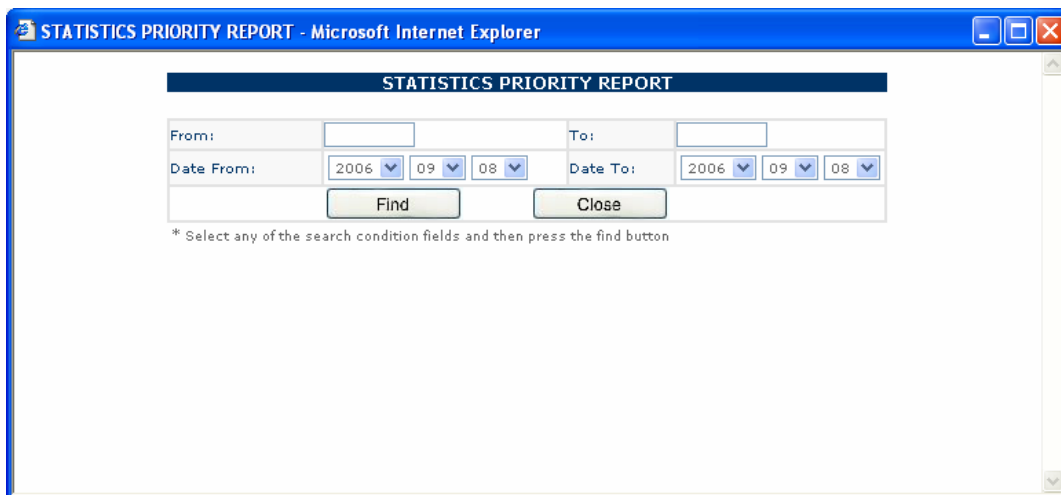 STATISTICS PRIORITY REPORT - Microsoft Internet Explorer
STATISTICS PRIORITY REPORT
From: To:
Date From: 2006 09 08 Date To: 2006 09 08
Find Close
* Select any of the search condition fields and then press the find button